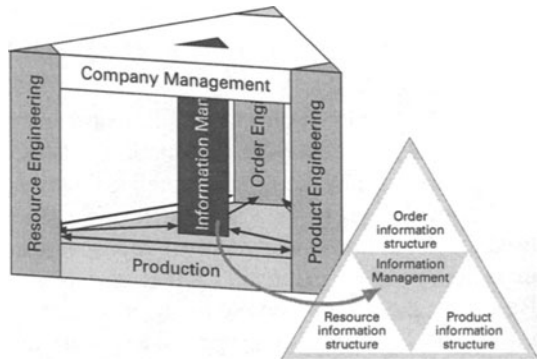 Company Management
Resource Engineering
Information Man
Order Eng
Product Engineering
Production
Order
information
structure
Information
Management
Resource
information
structure
Product
information
structure